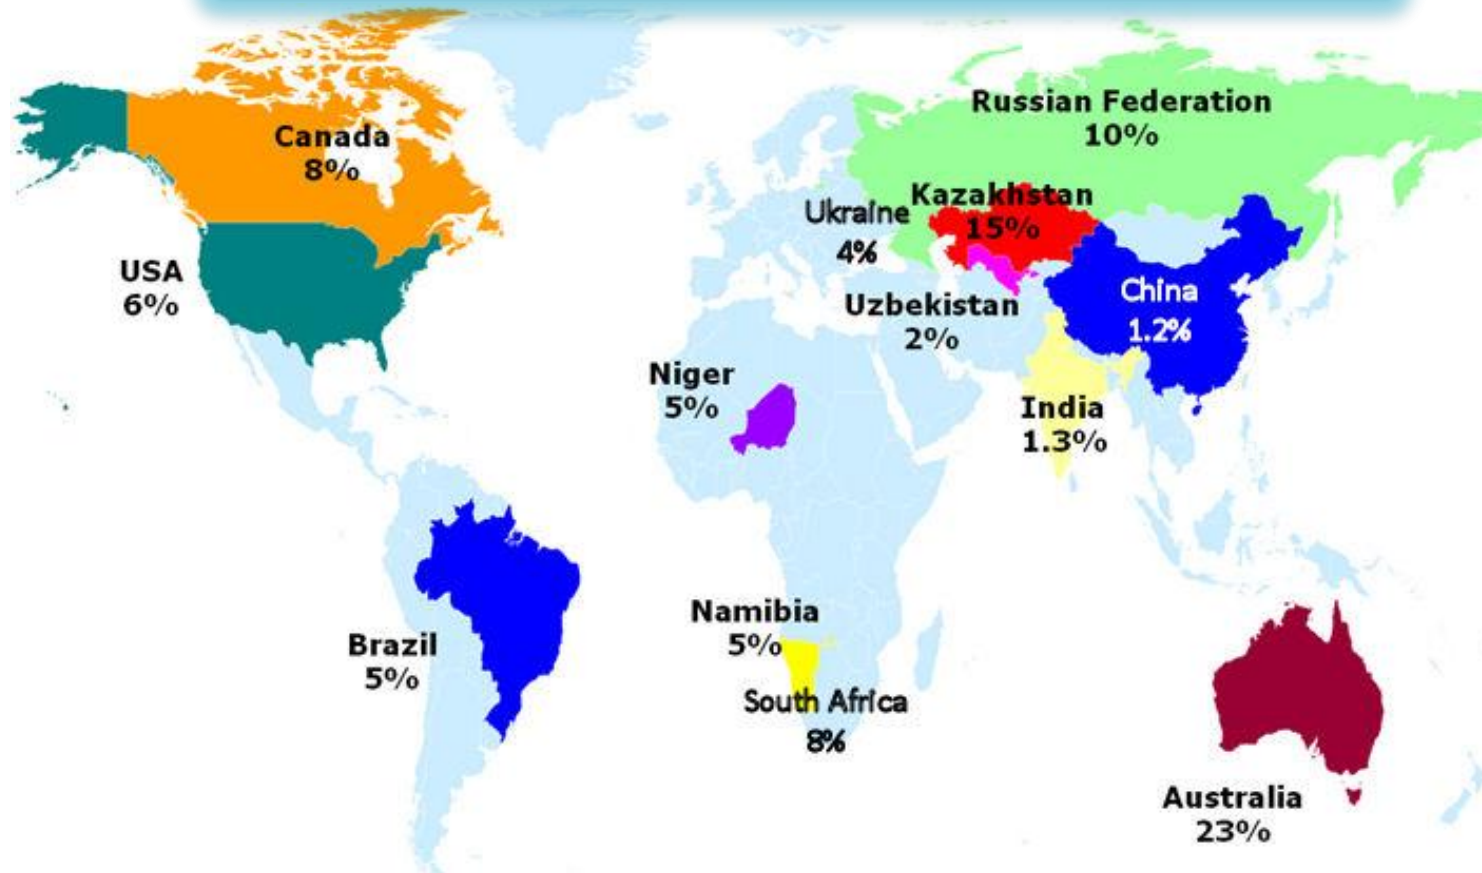 Russian Federation
10%
Canada
8%
Kazakhstan
15%
Ukraine
4%
USA
6%
China
1.2%
Uzbekistan
2%
Niger
5%
India
1.3%
Namibia
5%
Brazil
5%
South Africa
8%
Australia
23%